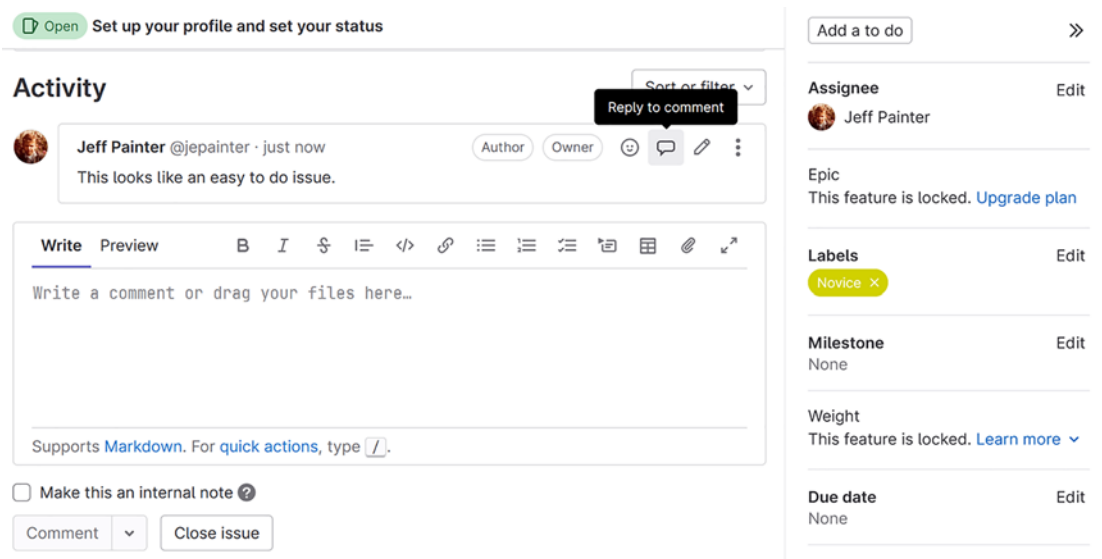 Open Set up your profile and set your status
Activity
Sort or filter
Reply to comment
Jeff Painter @jepainter · just now Author Owner
This looks like an easy to do issue.
Write Preview B I S </>
Write a comment or drag your files here…
Supports Markdown. For quick actions, type /.
Make this an internal note ?
Comment Close issue
Add a to do
Assignee Edit
Jeff Painter
Epic
This feature is locked. Upgrade plan
Labels Edit
Novice ×
Milestone Edit
None
Weight
This feature is locked. Learn more
Due date Edit
None